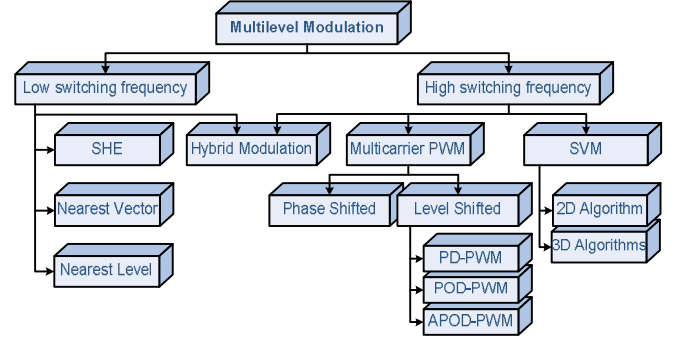 Multilevel Modulation
Low switching frequency
High switching frequency
SHE
Hybrid Modulation
Multicarrier PWM
SVM
Nearest Vector
Phase Shifted
Level Shifted
2D Algorithm
3D Algorithms
Nearest Level
PD-PWM
POD-PWM
APOD-PWM